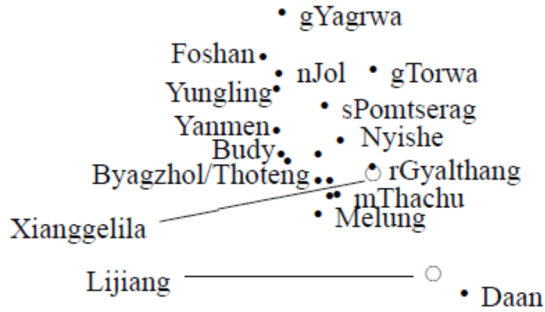 gYagrwa
Foshan
nJol
gTorwa
Yungling
sPomtserag
Yanmen
Nyishe
Budy
Byagzhol/Thoteng
rGyalthang
mThachu
Melung
Xianggelila
Lijiang
Daan